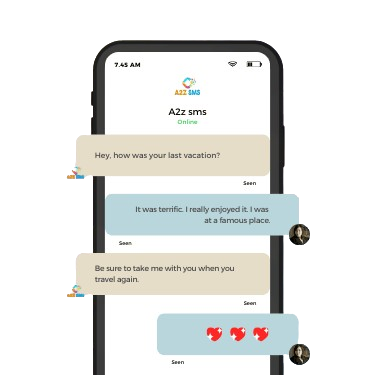 7.45 AM
A2Z SMS
A2z sms
Online
Hey, how was your last vacation?
Seen
It was terrific. I really enjoyed it. I was
at a famous place.
Seen
Be sure to take me with you when you
travel again.
Seen
Seen